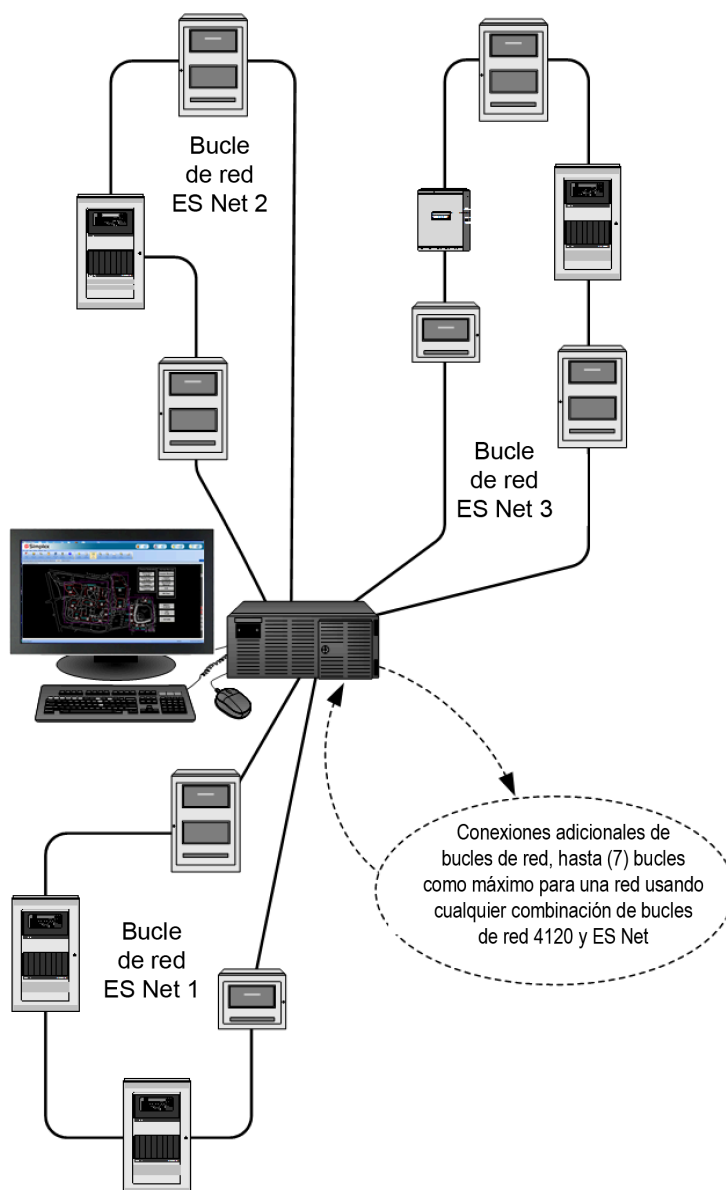 Bucle
de red
ES Net 2
Bucle
de red
ES Net 3
Simplex
Conexiones adicionales de
bucles de red, hasta (7) bucles
como máximo para una red usando
cualquier combinación de bucles
de red 4120 y ES Net
Bucle
de red
ES Net 1